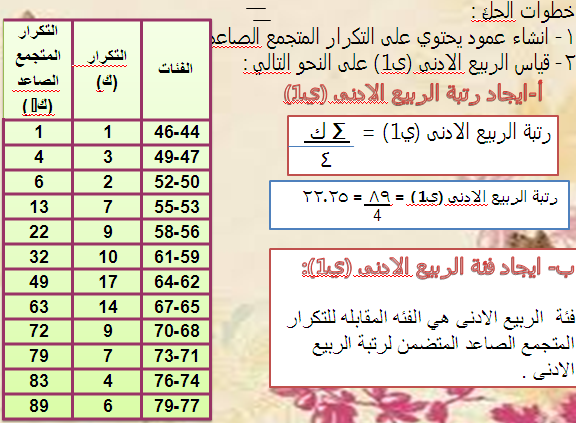 خطوات الحل :
١- انشاء عمود يحتوي على التكرار المتجمع الصاعد
٢- قياس الربيع الادنى (ى1) على النحو التالي :
أ-ايجاد رتبة الربيع الادنى (ي1)
رتبة الربيع الادنى (ي1) = Σ ك
٤
رتبة الربيع الادنى (ي1) = ٨٩ = ٢٢.٢٥
4
ب- ايجاد فئة الربيع الادنى (ي1):
فئة الربيع الادنى هي الفئه المقابله للتكرار
المتجمع الصاعد المتضمن لرتبة الربيع
الادنى .
الفئات التكرار (ك) التكرار المتجمع الصاعد (ك)
46-44 1 1
49-47 3 4
52-50 2 6
55-53 7 13
58-56 9 22
61-59 10 32
64-62 17 49
67-65 14 63
70-68 9 72
73-71 7 79
76-74 4 83
79-77 6 89